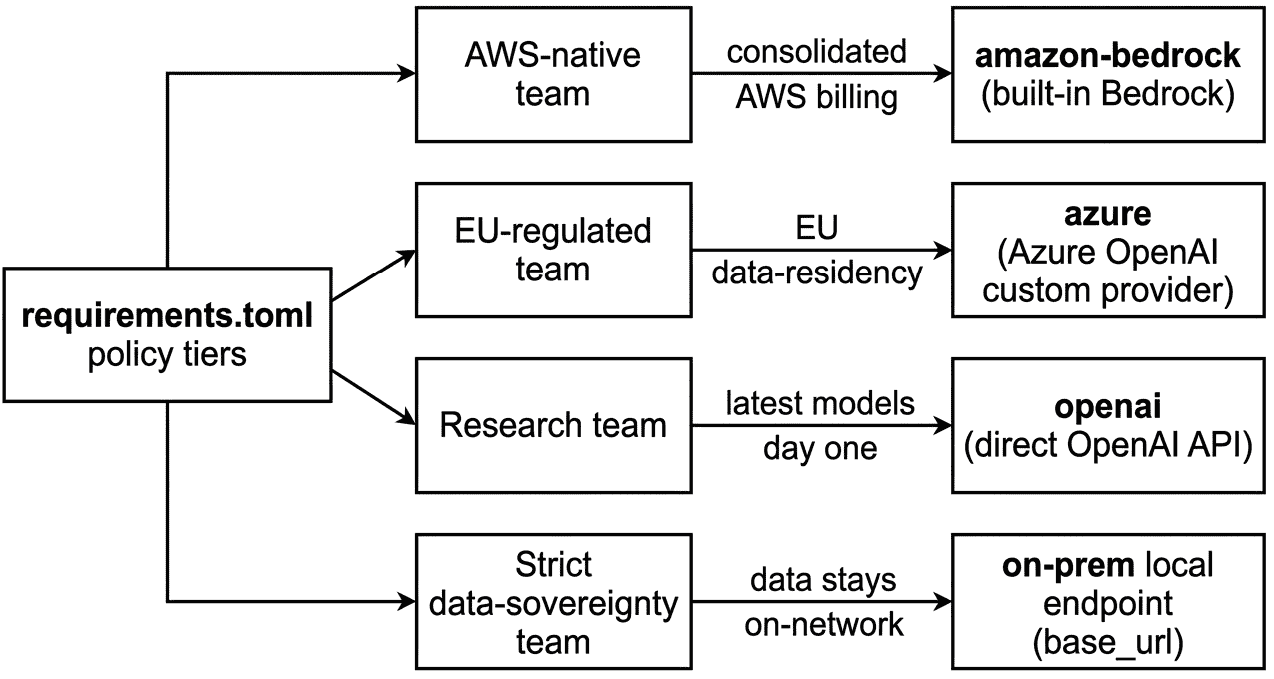 requirements.toml
policy tiers
AWS-native
team
consolidated
AWS billing
amazon-bedrock
(built-in Bedrock)
EU-regulated
team
EU
data-residency
azure
(Azure OpenAI
custom provider)
Research team
latest models
day one
openai
(direct OpenAI API)
Strict
data-sovereignty
team
data stays
on-network
on-prem local
endpoint
(base_url)